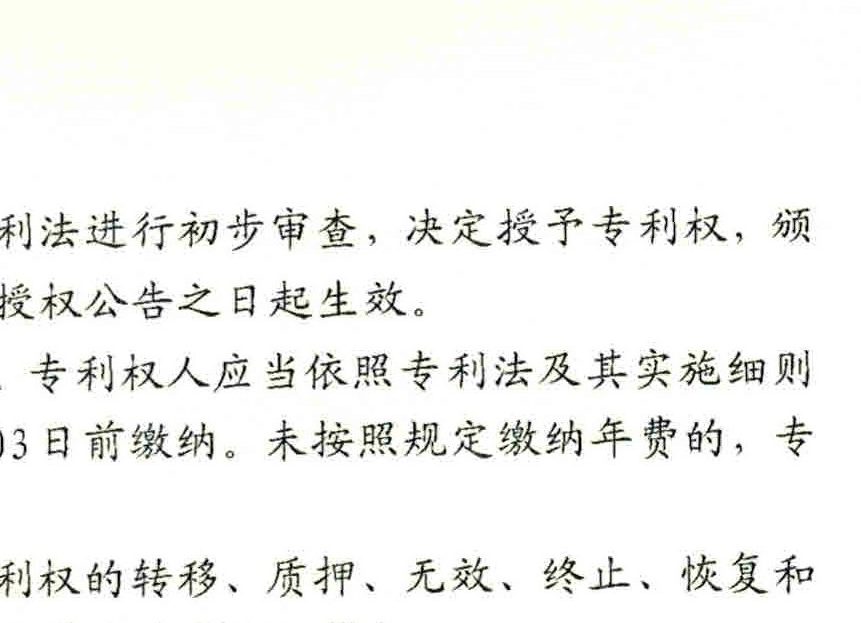 利法进行初步审查，决定授予专利权，颁
授权公告之日起生效。
专利权人应当依照专利法及其实施细则
03日前缴纳。未按照规定缴纳年费的，专
利权的转移、质押、无效、终止、恢复和